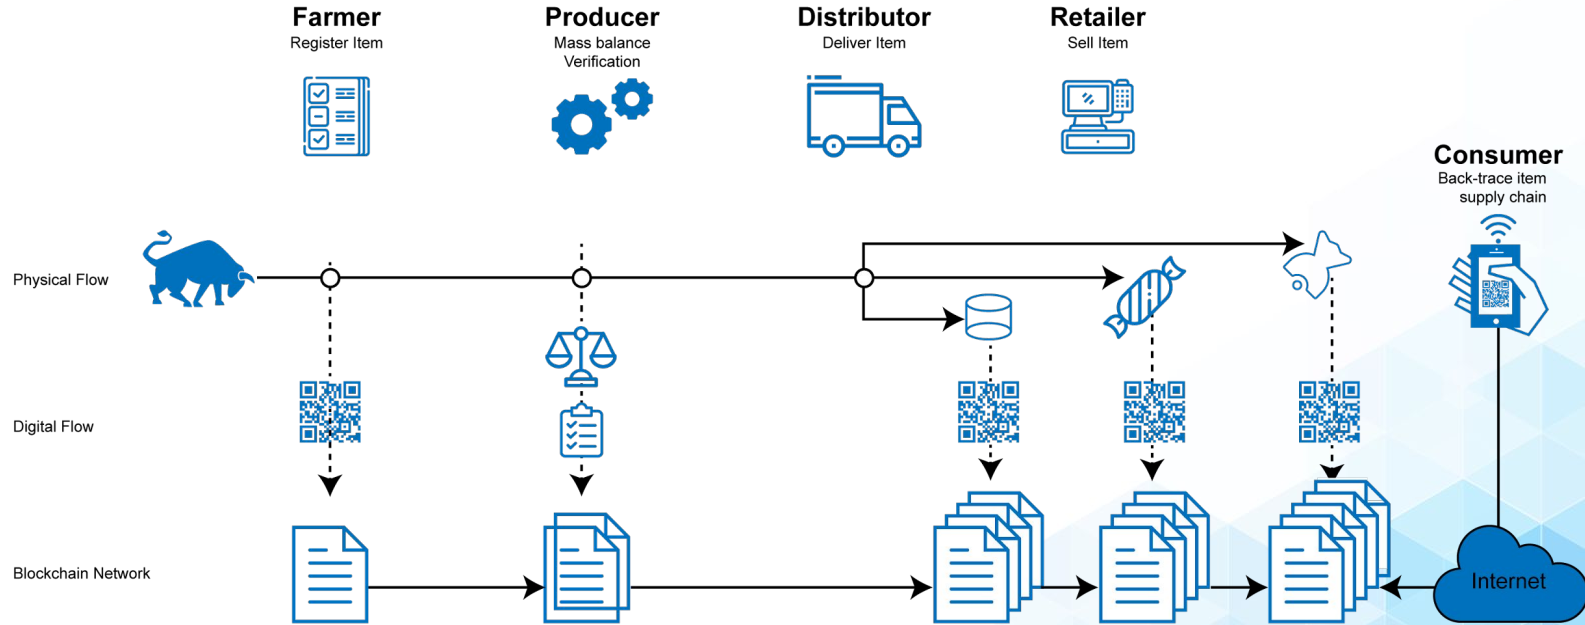 Farmer
Register Item
Producer
Mass balance
Verification
Distributor
Deliver Item
Retailer
Sell Item
Consumer
Back-trace item
supply chain
Physical Flow
Digital Flow
Blockchain Network
Internet